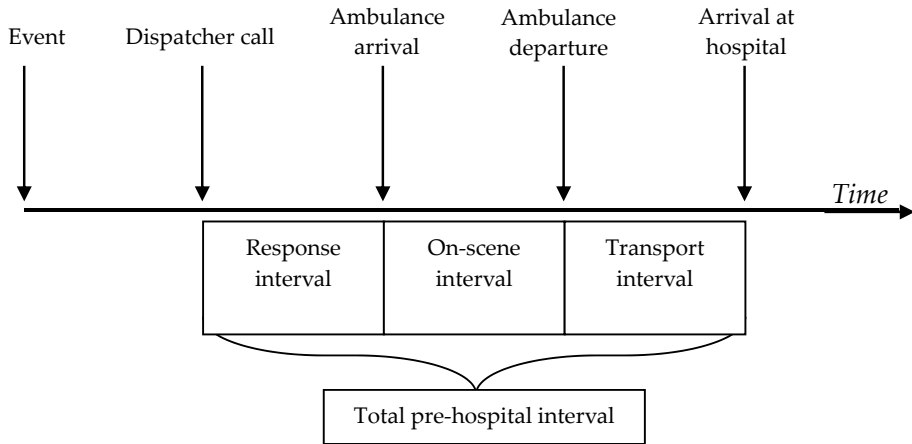 Event
Dispatcher call
Ambulance
arrival
Ambulance
departure
Arrival at
hospital
Time
Response
interval
On-scene
interval
Transport
interval
Total pre-hospital interval